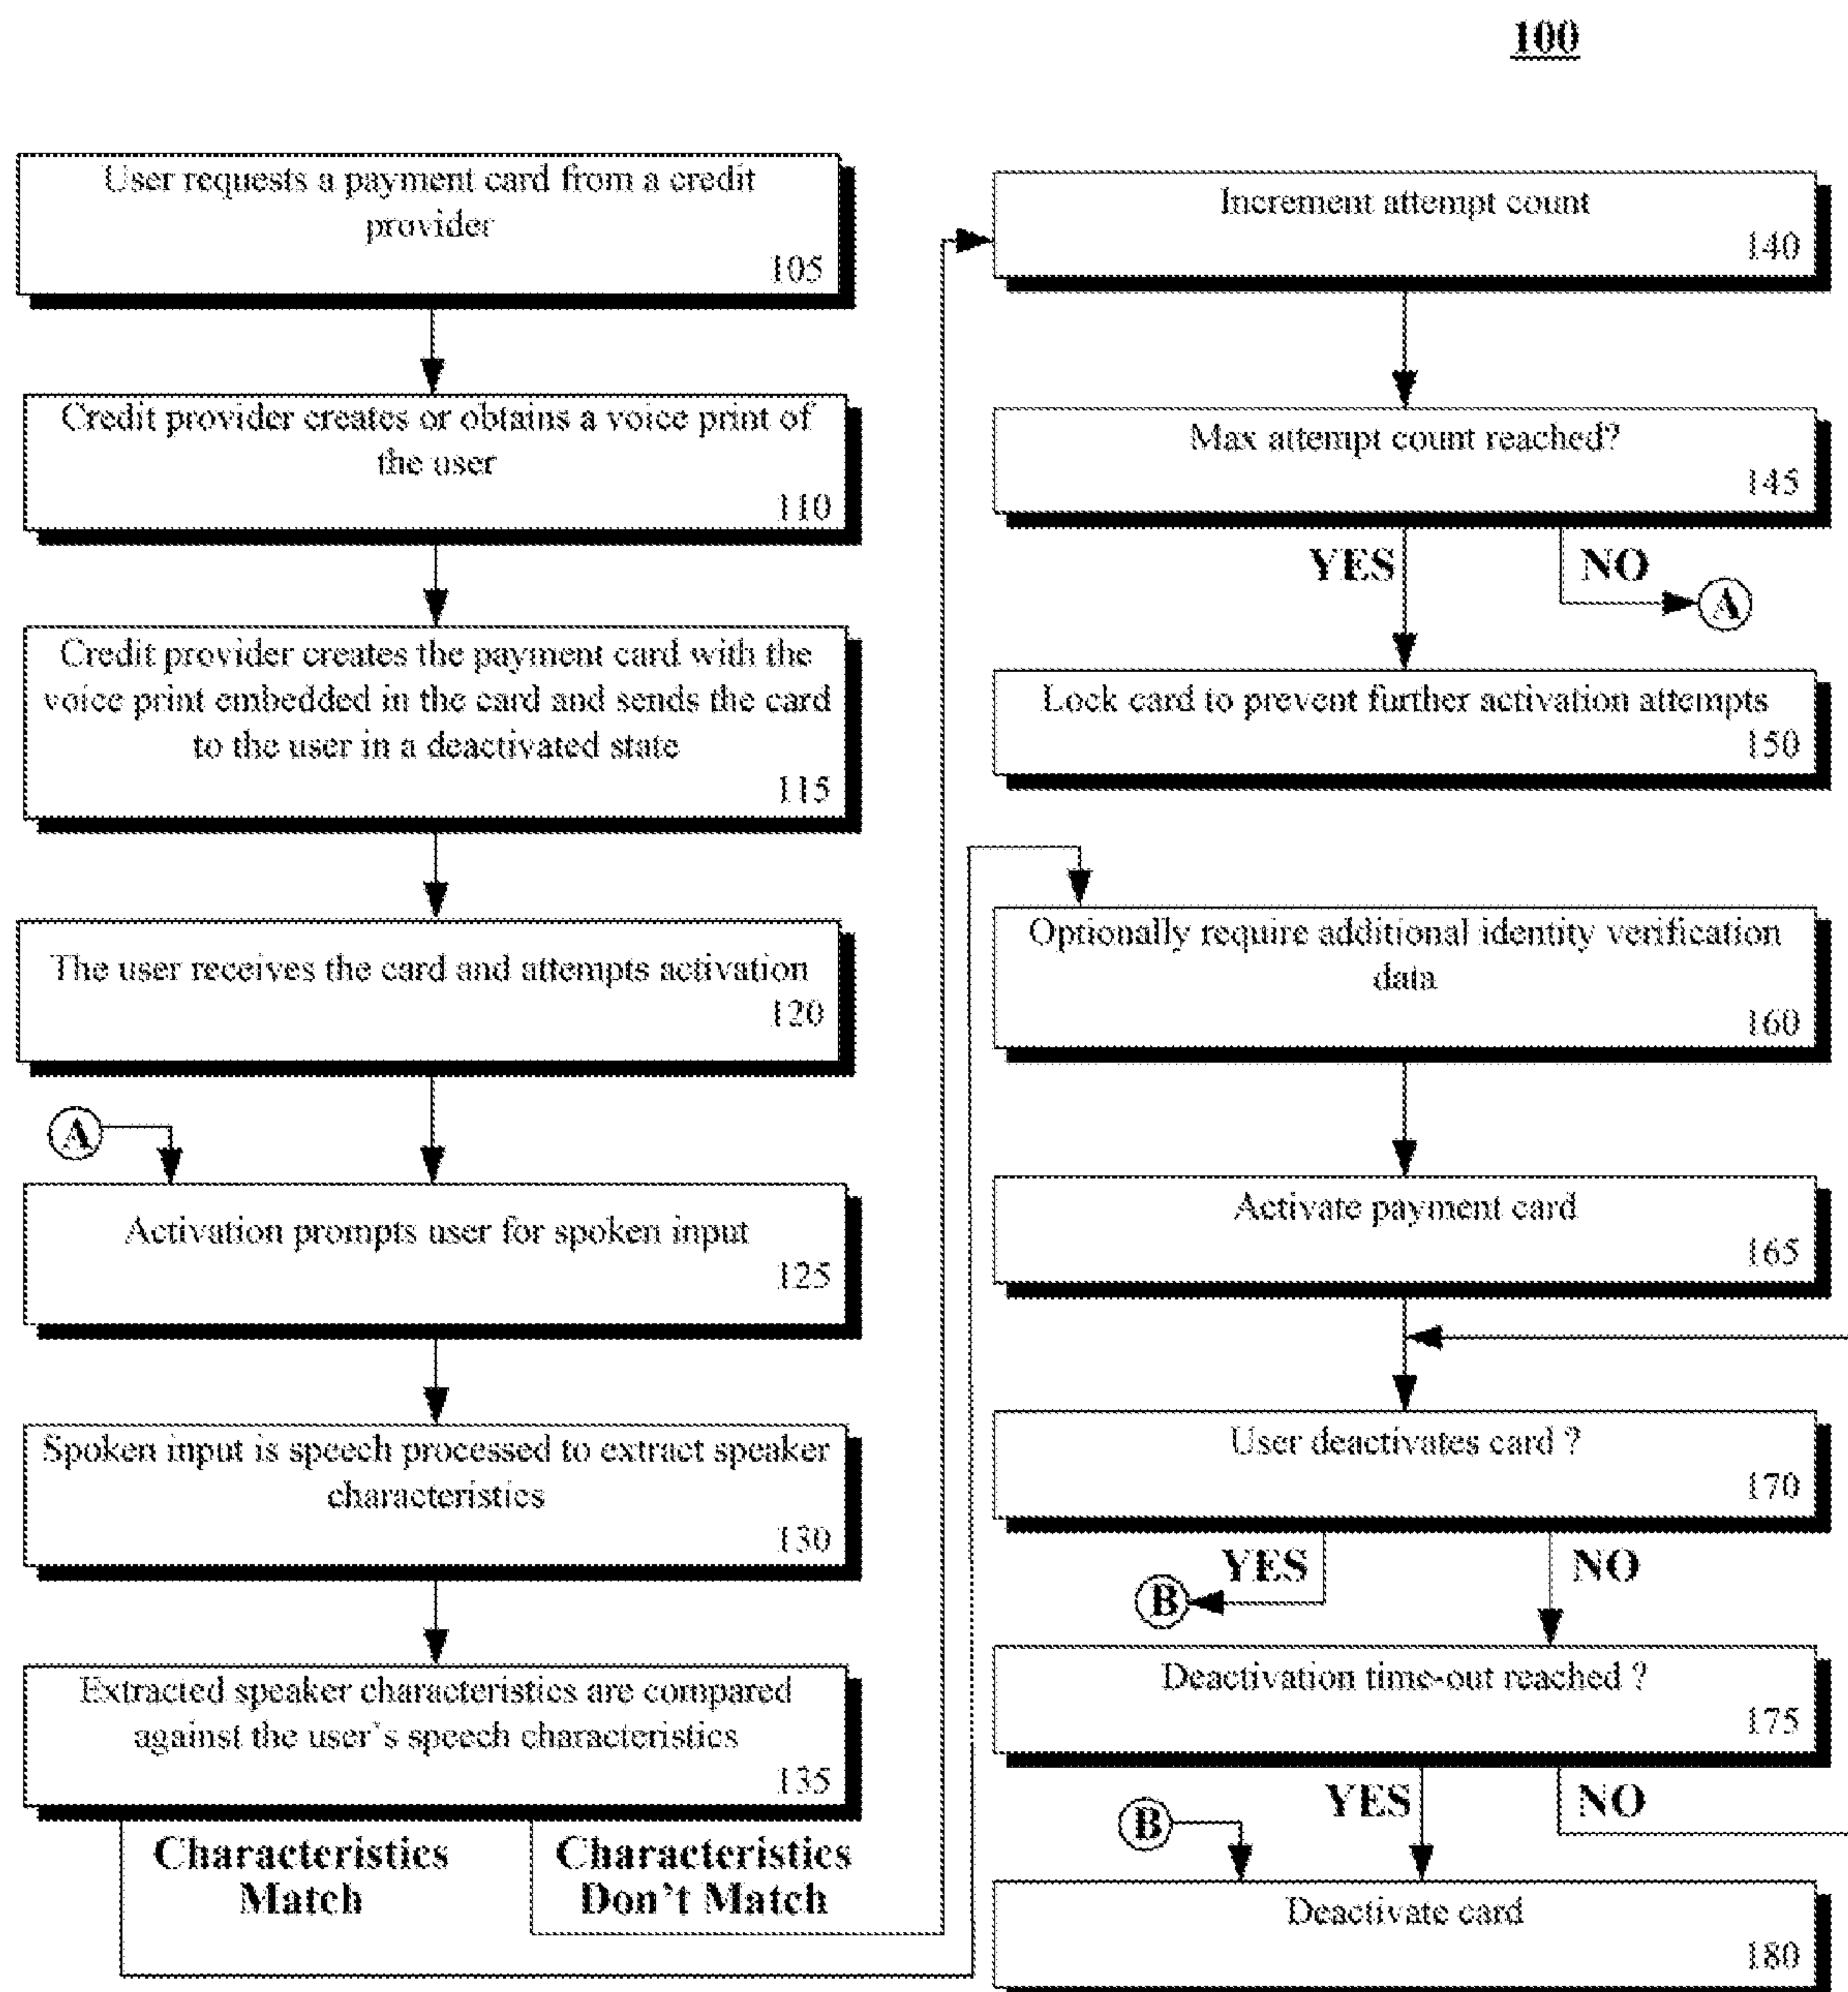 100
User requests a payment card from a credit
provider
105
Credit provider creates or obtains a voice print of
the user
110
Credit provider creates the payment card with the
voice print embedded in the card and sends the card
to the user in a deactivated state
115
The user receives the card and attempts activation
120
A
Activation prompts user for spoken input
125
Spoken input is speech processed to extract speaker
characteristics
130
Extracted speaker characteristics are compared
against the user's speech characteristics
135
Characteristics
Match
Characteristics
Don't Match
Increment attempt count
140
Max attempt count reached?
145
YES
NO
A
Lock card to prevent further activation attempts
150
Optionally require additional identity verification
data
160
Activate payment card
165
User deactivates card ?
170
YES
NO
B
Deactivation time-out reached ?
175
YES
NO
B
Deactivate card
180